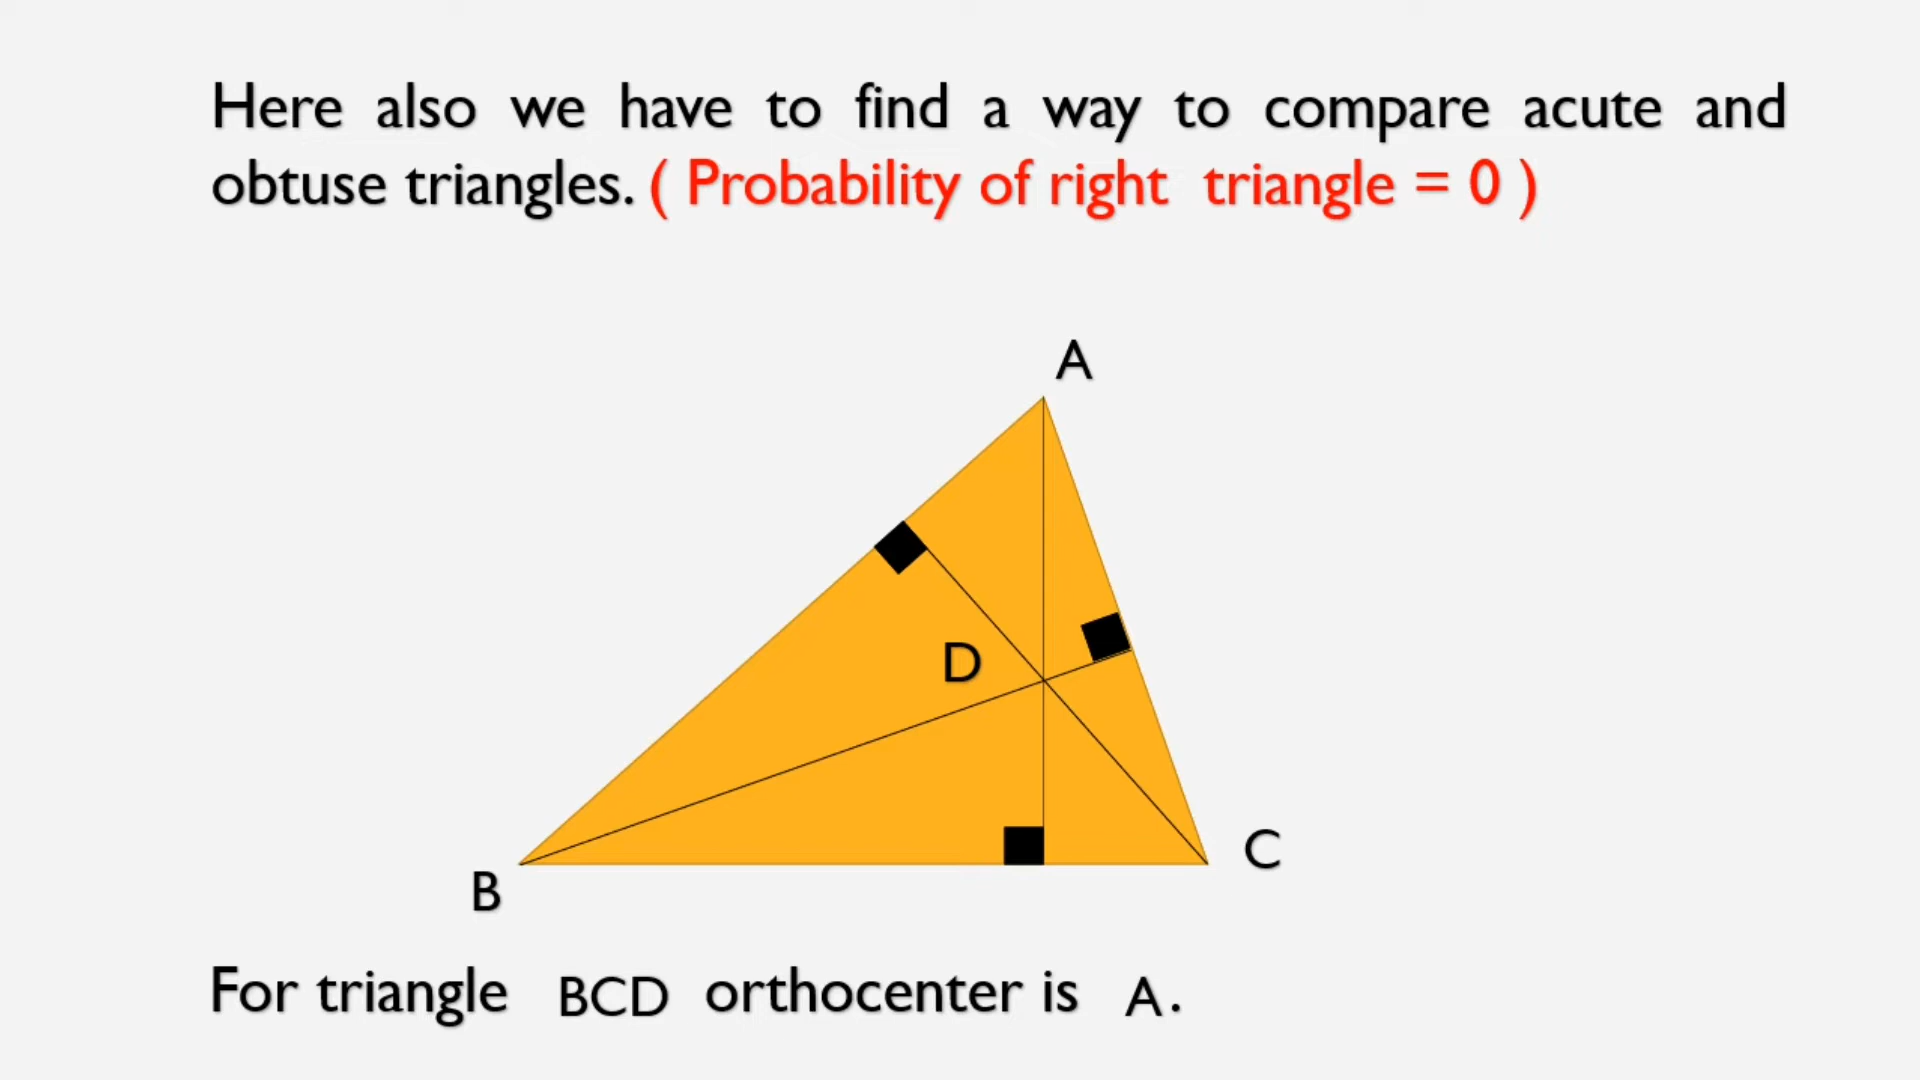 Here also we have to find a way to compare acute and
obtuse triangles. ( Probability of right triangle = 0 )
A
D
B
C
For triangle BCD orthocenter is A.